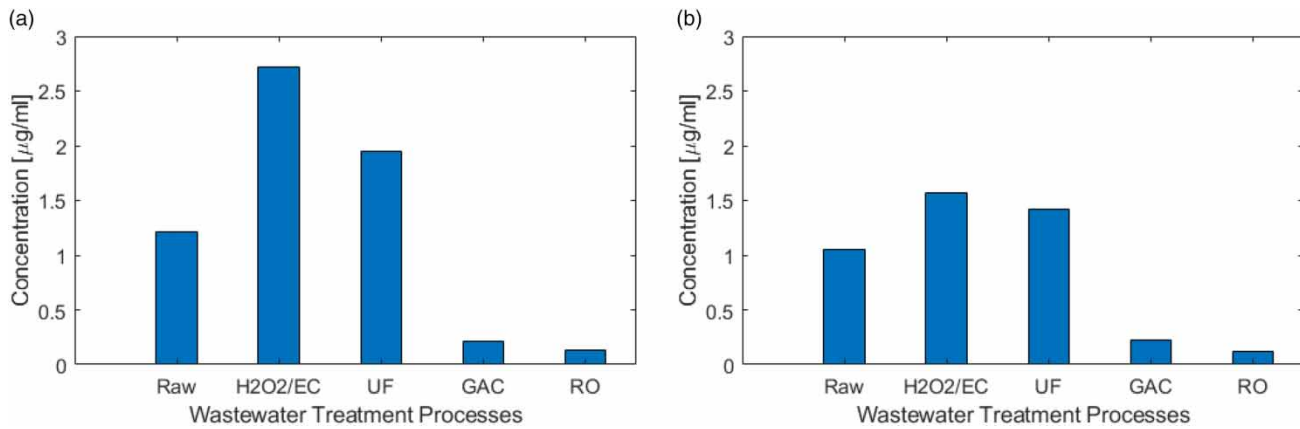 (a)
3
2.5
2
1.5
1
0.5
0
Concentration [μg/ml]
Raw H2O2/EC UF GAC RO
Wastewater Treatment Processes
(b)
3
2.5
2
1.5
1
0.5
0
Concentration [μg/ml]
Raw H2O2/EC UF GAC RO
Wastewater Treatment Processes